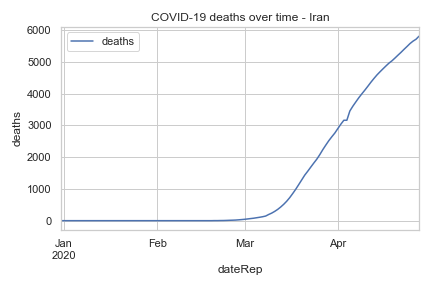 COVID-19 deaths over time - Iran
deaths
6000
5000
4000
3000
2000
1000
0
deaths
Jan
2020
Feb
Mar
Apr
dateRep